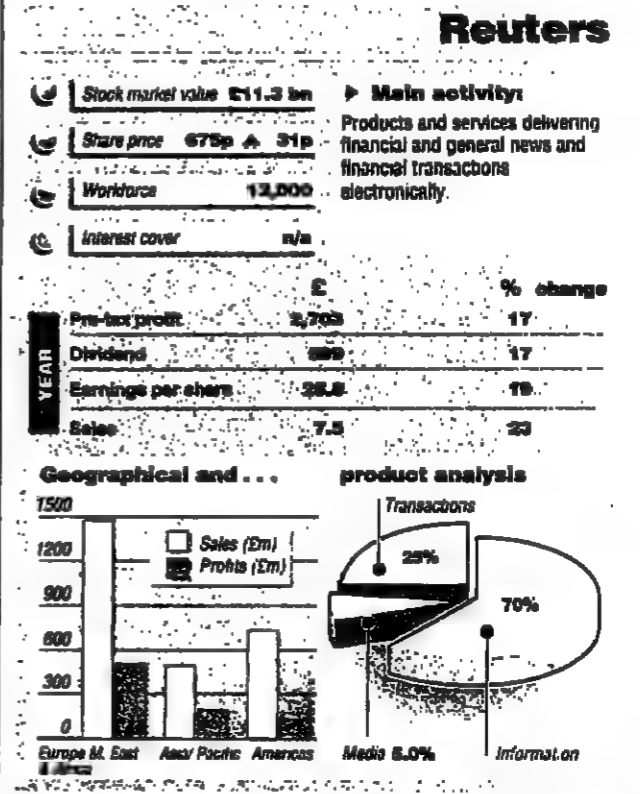 Reuters
Stock market value £11.3 bn
Share price 675p ▲ 31p
Workforce
Interest cover n/a
▶ Main activity:
Products and services delivering
financial and general news and
financial transactions
electronically.
£ % change
YEAR
Pre-tax profit 2,703 17
Dividend 17
Earnings per share
Sales 7.5 23
Geographical and . . .
1500
1200
900
600
300
0
Sales (£m)
Profits (£m)
Europe M. East Asia/ Pacific Americas
& Africa
product analysis
Transactions
25%
70%
Media 5.0% Information